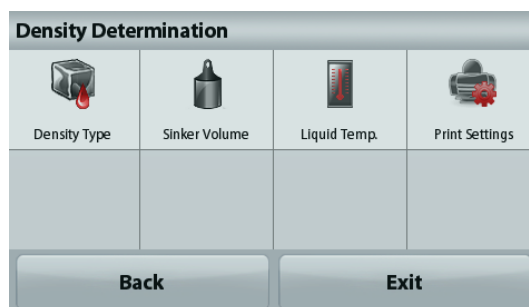 Density Determination
Density Type
Sinker Volume
Liquid Temp.
Print Settings
Back
Exit